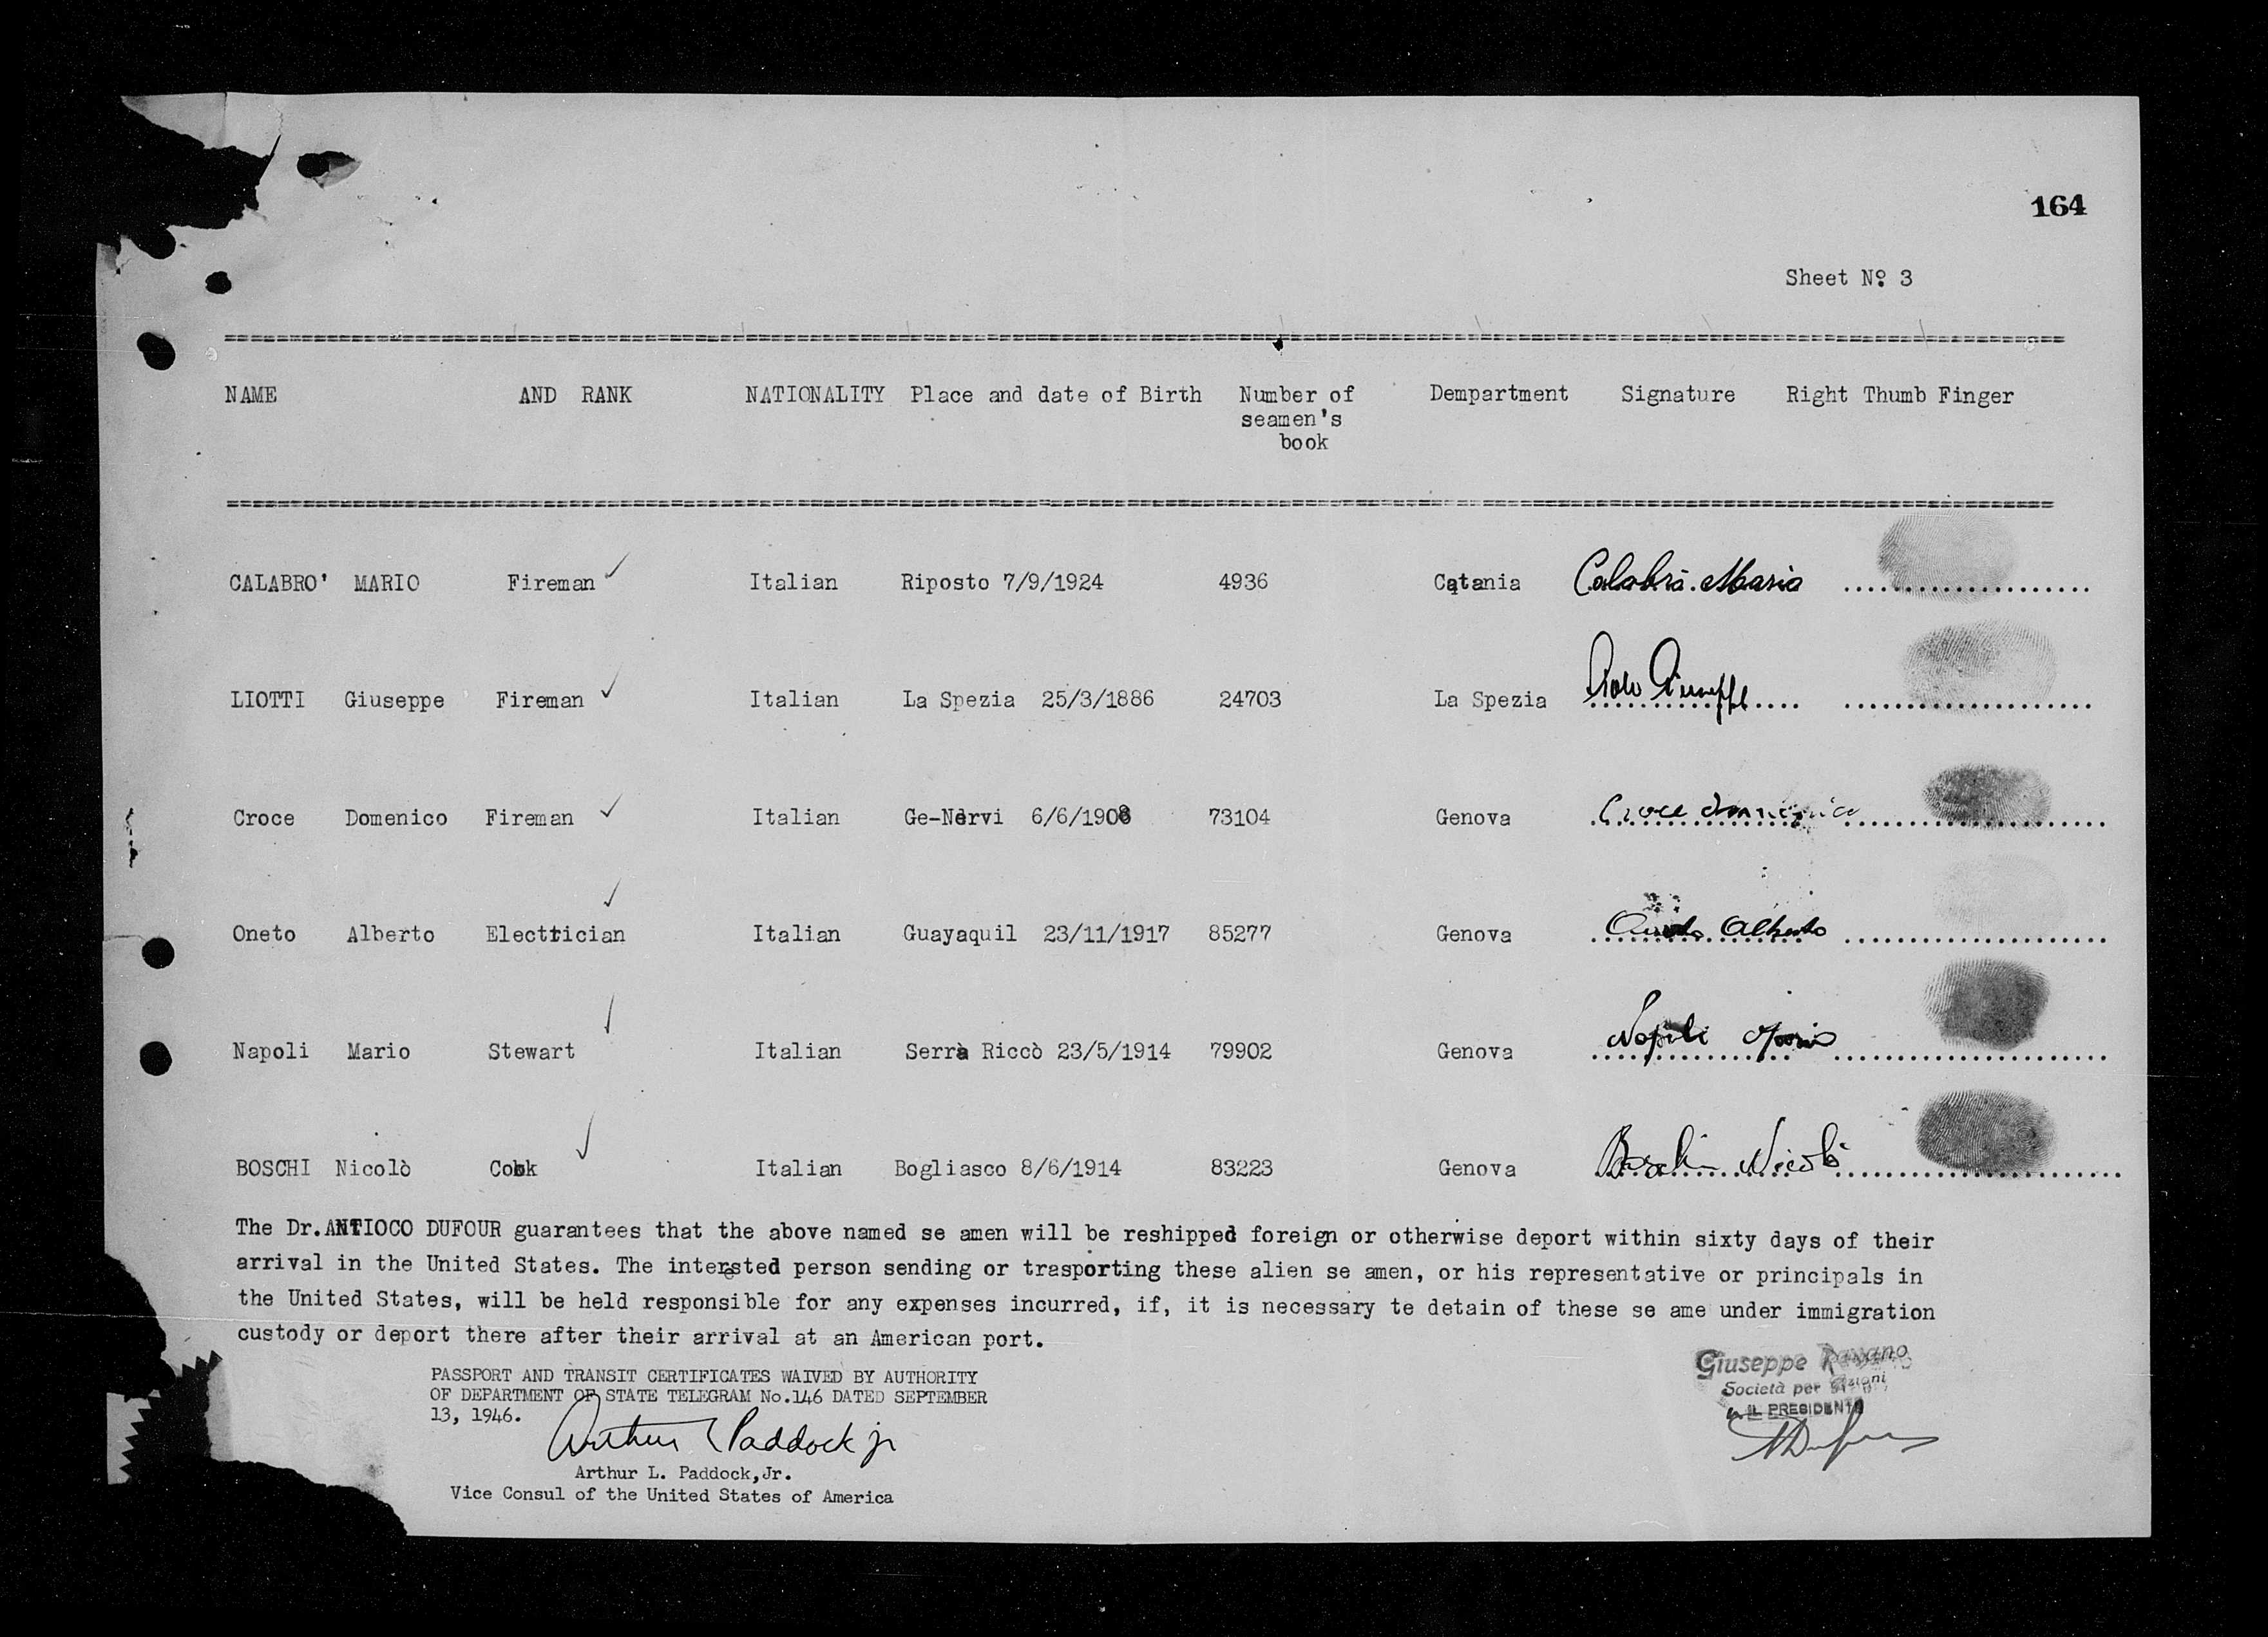 164
Sheet Nº 3
NAME AND RANK NATIONALITY Place and date of Birth Number of seamen's book Dempartment Signature Right Thumb Finger
CALABRO' MARIO Fireman Italian Riposto 7/9/1924 4936 Catania Calabrò Mario
LIOTTI Giuseppe Fireman Italian La Spezia 25/3/1886 24703 La Spezia Giuseppe
Croce Domenico Fireman Italian Ge-Nervi 6/6/1908 73104 Genova Croce Domenico
Oneto Alberto Electtrician Italian Guayaquil 23/11/1917 85277 Genova Oneto Alberto
Napoli Mario Stewart Italian Serrà Riccò 23/5/1914 79902 Genova Napoli Mario
BOSCHI Nicolò Cook Italian Bogliasco 8/6/1914 83223 Genova Boschi Nicolò
The Dr.ANTIOCO DUFOUR guarantees that the above named se amen will be reshipped foreign or otherwise deport within sixty days of their
arrival in the United States. The interested person sending or trasporting these alien se amen, or his representative or principals in
the United States, will be held responsible for any expenses incurred, if, it is necessary te detain of these se ame under immigration
custody or deport there after their arrival at an American port.
PASSPORT AND TRANSIT CERTIFICATES WAIVED BY AUTHORITY
OF DEPARTMENT OF STATE TELEGRAM No.146 DATED SEPTEMBER
13, 1946.
Arthur L Paddock jr
Arthur L. Paddock,Jr.
Vice Consul of the United States of America
Giuseppe Ravano
Società per Azioni
IL PRESIDENTE
ADufour